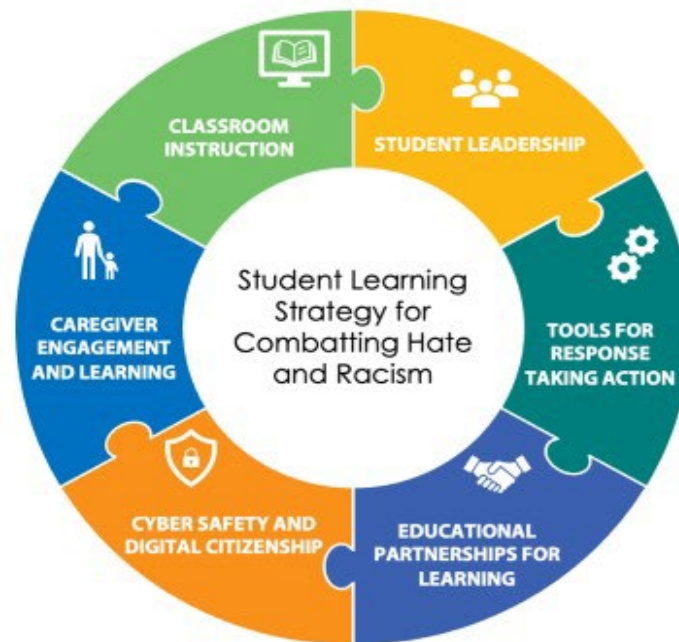 CLASSROOM
INSTRUCTION
STUDENT LEADERSHIP
TOOLS FOR
RESPONSE
TAKING ACTION
EDUCATIONAL
PARTNERSHIPS FOR
LEARNING
CYBER SAFETY AND
DIGITAL CITIZENSHIP
CAREGIVER
ENGAGEMENT
AND LEARNING
Student Learning
Strategy for
Combatting Hate
and Racism